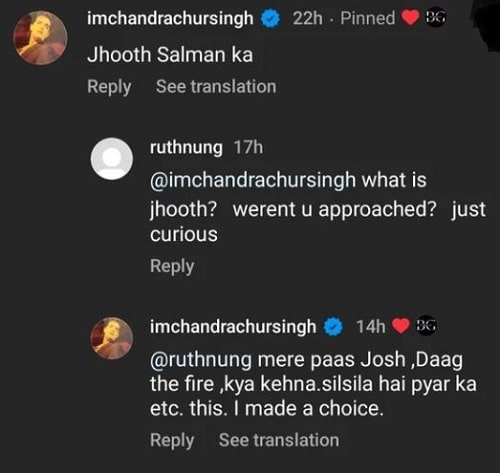 imchandrachursingh 22h · Pinned BG
Jhooth Salman ka
Reply See translation
ruthnung 17h
@imchandrachursingh what is
jhooth? werent u approached? just
curious
Reply
imchandrachursingh 14h BG
@ruthnung mere paas Josh ,Daag
the fire ,kya kehna.silsila hai pyar ka
etc. this. I made a choice.
Reply See translation